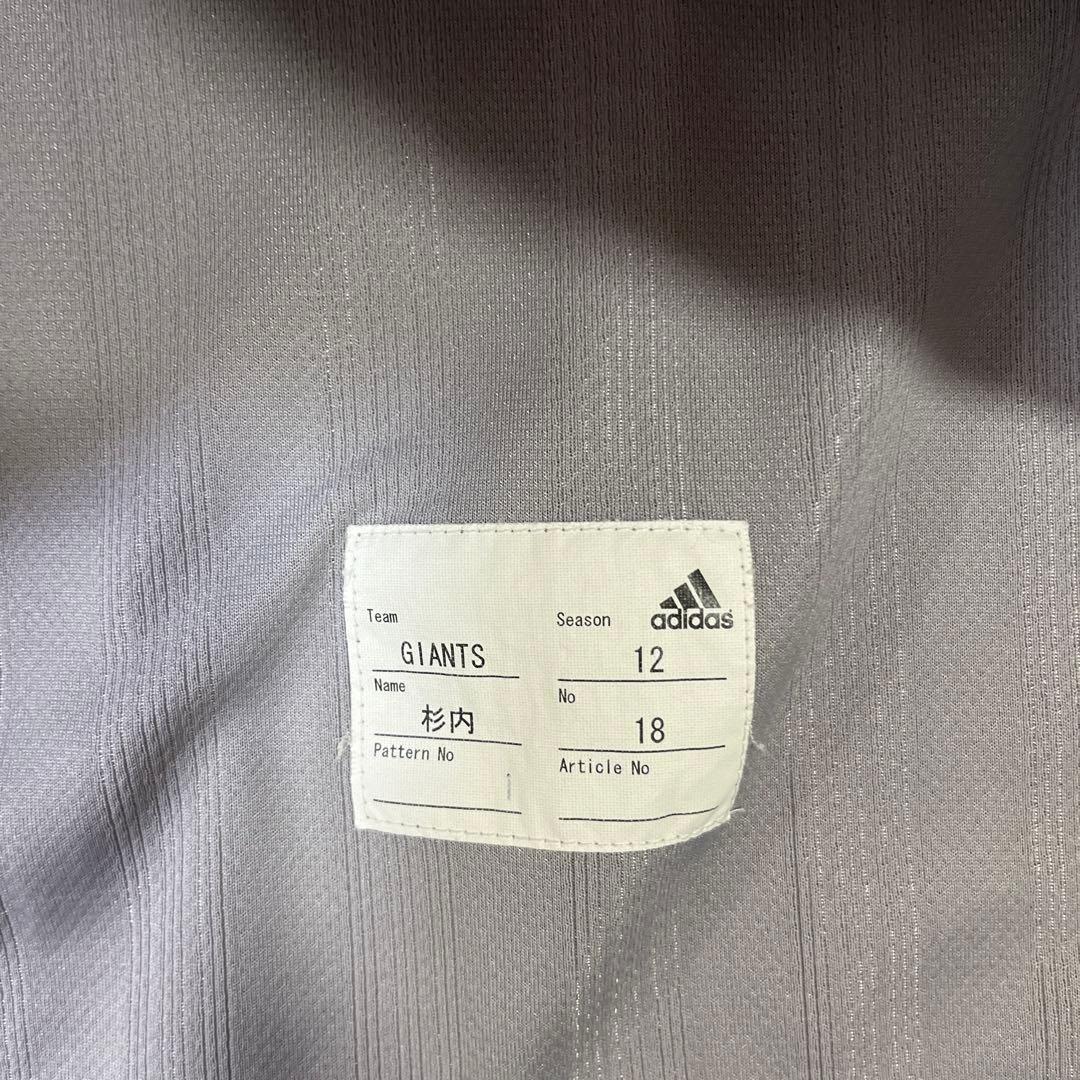 adidas
Team
GIANTS
Season
12
Name
杉内
No
18
Pattern No
Article No